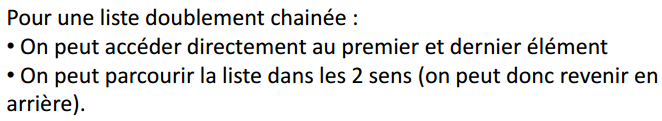 Pour une liste doublement chainée :
• On peut accéder directement au premier et dernier élément
• On peut parcourir la liste dans les 2 sens (on peut donc revenir en
arrière).